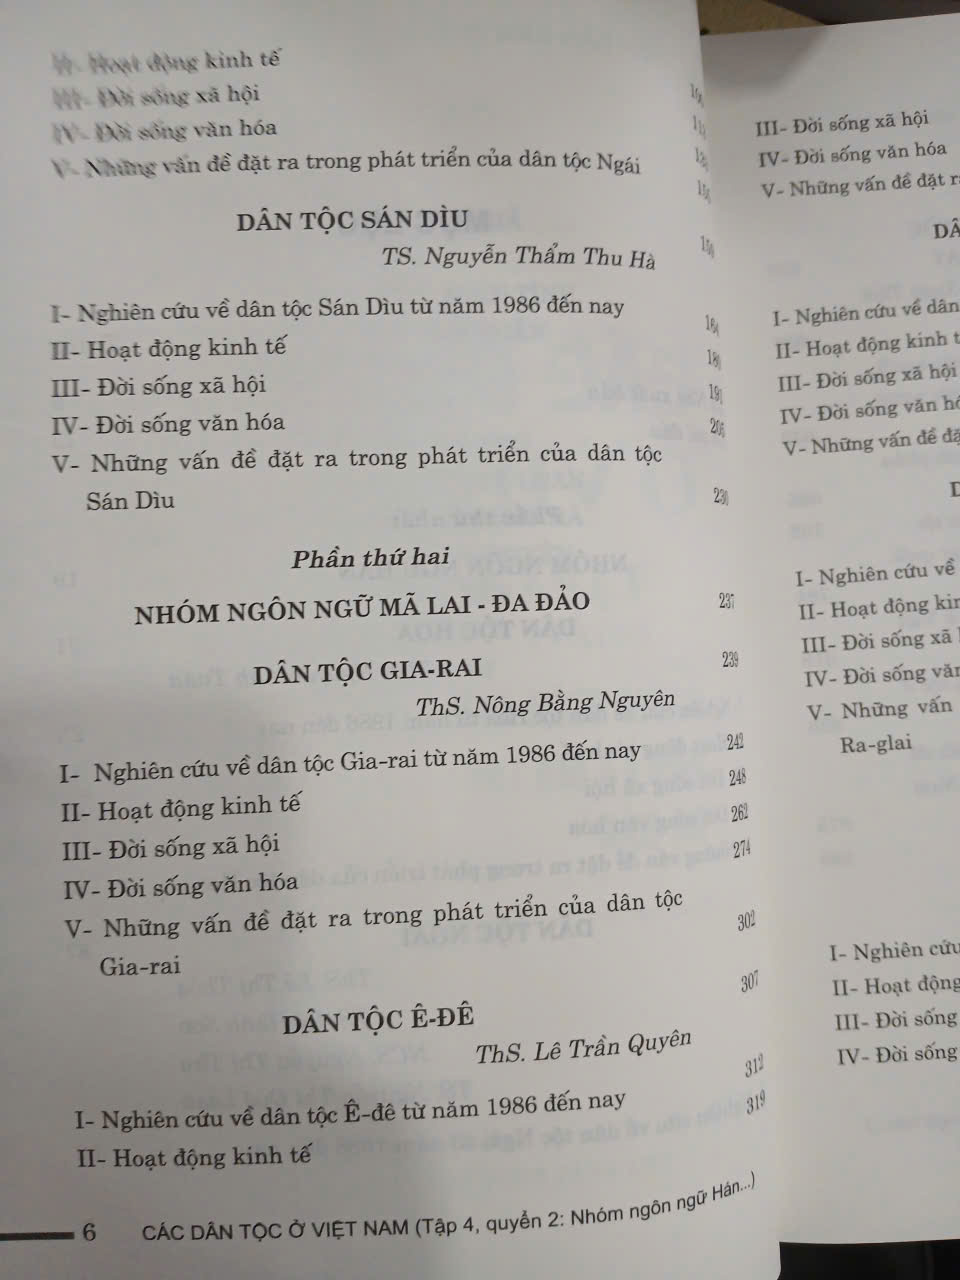 II- Hoạt động kinh tế
III- Đời sống xã hội
IV- Đời sống văn hóa
V- Những vấn đề đặt ra trong phát triển của dân tộc Ngái
DÂN TỘC SÁN DÌU
TS. Nguyễn Thẩm Thu Hà
I- Nghiên cứu về dân tộc Sán Dìu từ năm 1986 đến nay
II- Hoạt động kinh tế 180
III- Đời sống xã hội 191
IV- Đời sống văn hóa
V- Những vấn đề đặt ra trong phát triển của dân tộc
Sán Dìu 230
Phần thứ hai
NHÓM NGÔN NGỮ MÃ LAI - ĐA ĐẢO 237
DÂN TỘC GIA-RAI 239
ThS. Nông Bằng Nguyên
I- Nghiên cứu về dân tộc Gia-rai từ năm 1986 đến nay 242
II- Hoạt động kinh tế 248
III- Đời sống xã hội 262
IV- Đời sống văn hóa 274
V- Những vấn đề đặt ra trong phát triển của dân tộc
Gia-rai 302
DÂN TỘC Ê-ĐÊ 307
ThS. Lê Trần Quyên
I- Nghiên cứu về dân tộc Ê-đê từ năm 1986 đến nay 312
II- Hoạt động kinh tế 319
6 CÁC DÂN TỘC Ở VIỆT NAM (Tập 4, quyển 2: Nhóm ngôn ngữ Hán...)
III- Đời sống xã hội
IV- Đời sống văn hóa
V- Những vấn đề đặt
I- Nghiên cứu về dân
II- Hoạt động kinh
III- Đời sống xã hội
IV- Đời sống văn
V- Những vấn đề
I- Nghiên cứu về
II- Hoạt động
III- Đời sống xã
IV- Đời sống
V- Những vấn
Ra-glai
I- Nghiên cứu
II- Hoạt động
III- Đời sống
IV- Đời sống